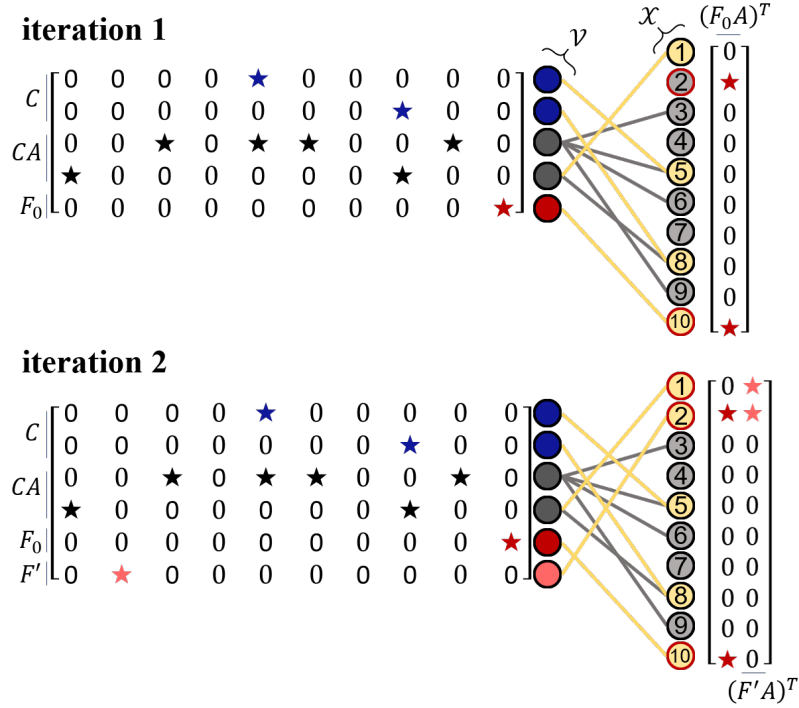 iteration 1
𝒱 𝒳 (F₀A)ᵀ
C
0 0 0 0 ★ 0 0 0 0 0
0 0 0 0 0 0 0 ★ 0 0
CA
0 0 ★ 0 ★ ★ 0 0 ★ 0
★ 0 0 0 0 0 0 ★ 0 0
F₀ 0 0 0 0 0 0 0 0 0 ★
1 0
2 ★
3 0
4 0
5 0
6 0
7 0
8 0
9 0
10 ★
iteration 2
C
0 0 0 0 ★ 0 0 0 0 0
0 0 0 0 0 0 0 ★ 0 0
CA
0 0 ★ 0 ★ ★ 0 0 ★ 0
★ 0 0 0 0 0 0 ★ 0 0
F₀ 0 0 0 0 0 0 0 0 0 ★
F' 0 ★ 0 0 0 0 0 0 0 0
1 0 ★
2 ★ ★
3 0 0
4 0 0
5 0 0
6 0 0
7 0 0
8 0 0
9 0 0
10 ★ 0
(F'A)ᵀ